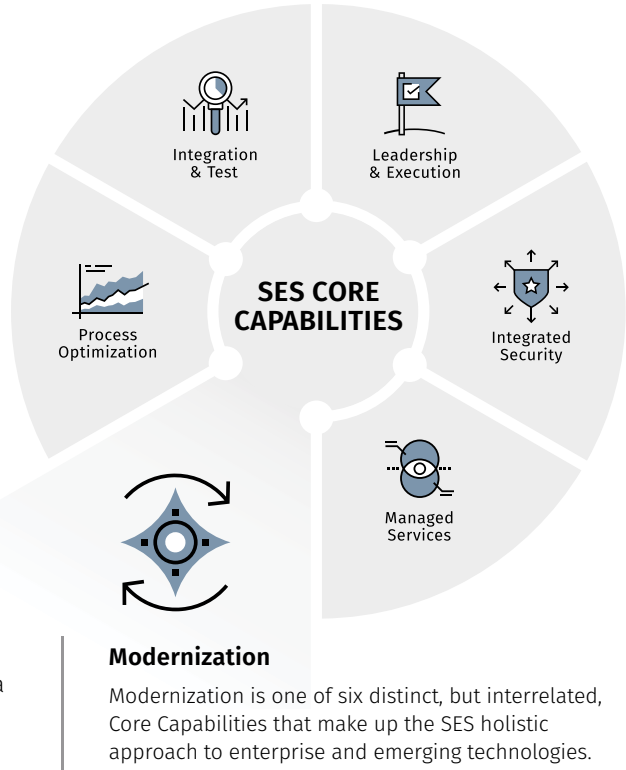 Integration
& Test
Leadership
& Execution
Process
Optimization
SES CORE
CAPABILITIES
Integrated
Security
Managed
Services
Modernization
a
Modernization is one of six distinct, but interrelated,
Core Capabilities that make up the SES holistic
approach to enterprise and emerging technologies.